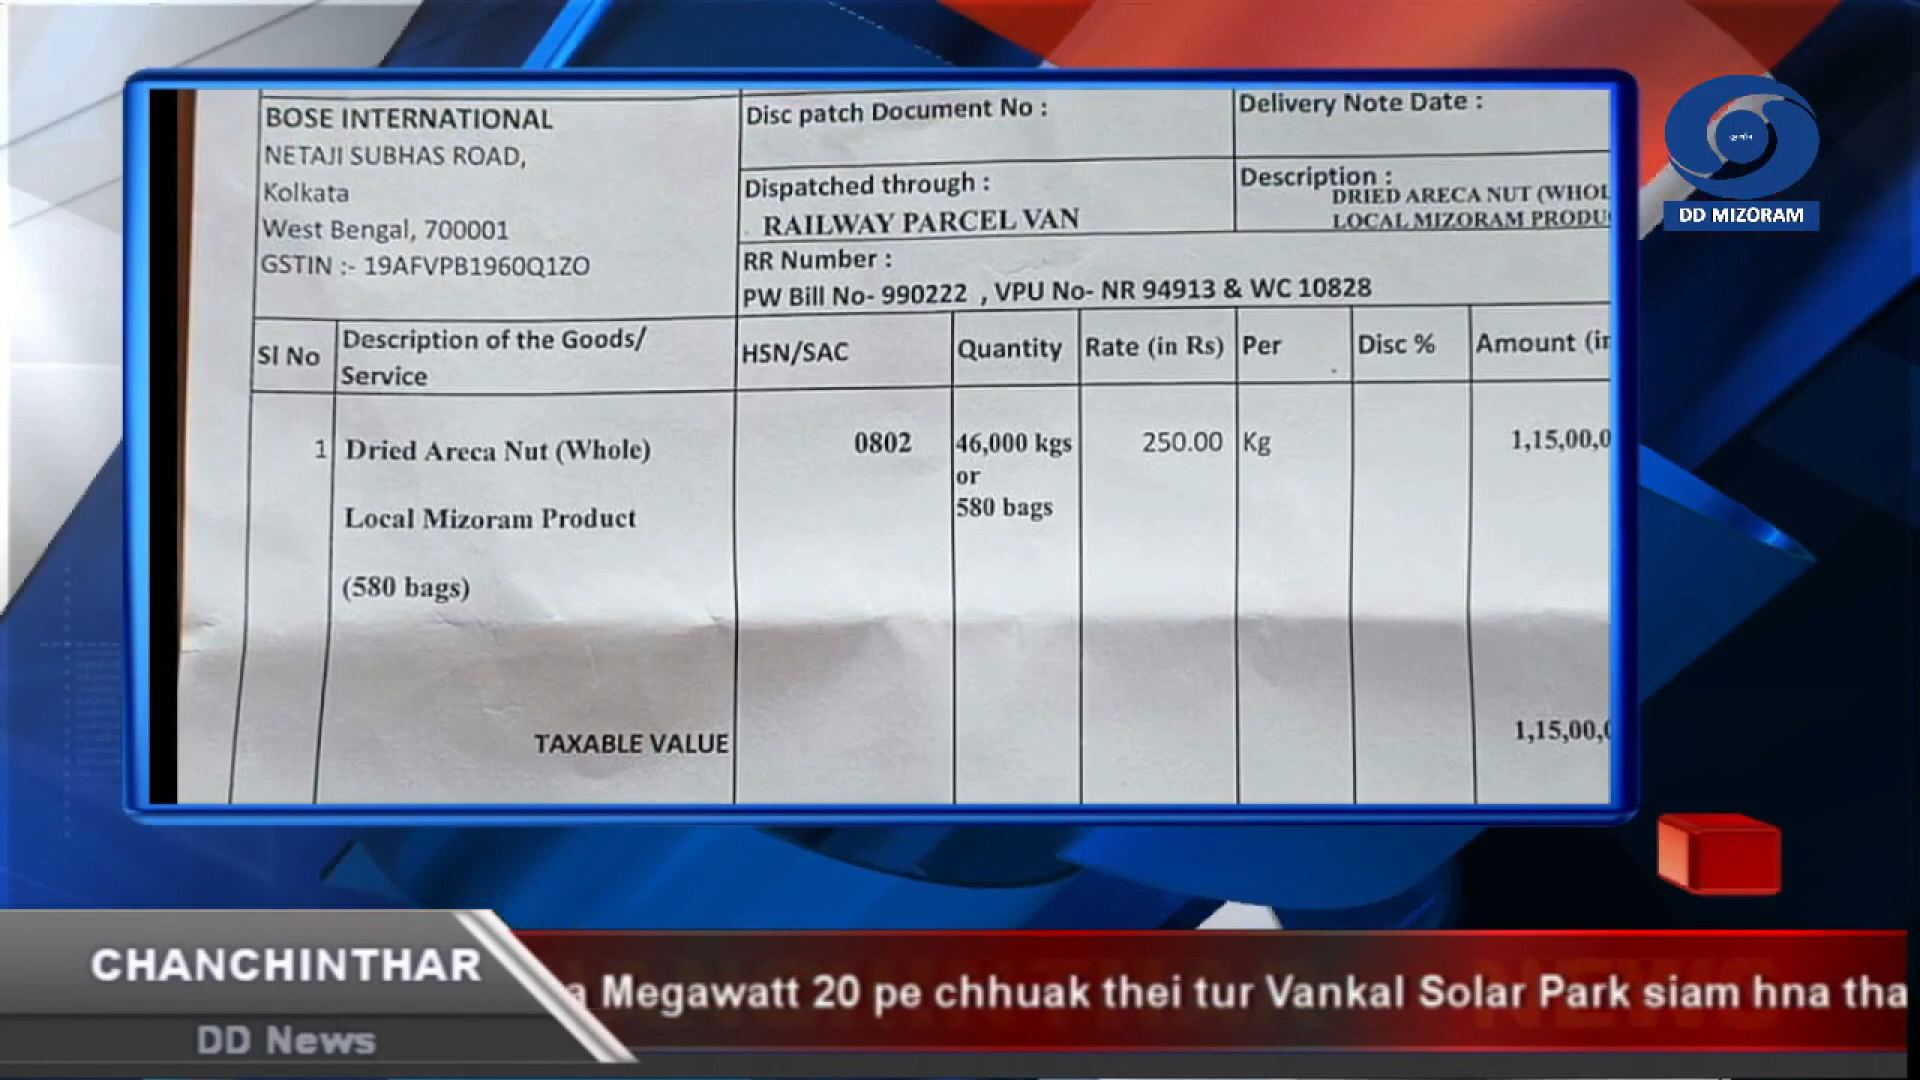 BOSE INTERNATIONAL
NETAJI SUBHAS ROAD,
Kolkata
West Bengal, 700001
GSTIN :- 19AFVPB1960Q1ZO
Disc patch Document No :
Delivery Note Date :
Dispatched through :
RAILWAY PARCEL VAN
Description :
DRIED ARECA NUT (WHOL
LOCAL MIZORAM PRODU
RR Number :
PW Bill No- 990222 , VPU No- NR 94913 & WC 10828
Sl No
Description of the Goods/
Service
HSN/SAC
Quantity
Rate (in Rs)
Per
Disc %
Amount (in
1
Dried Areca Nut (Whole)
Local Mizoram Product
(580 bags)
0802
46,000 kgs
or
580 bags
250.00
Kg
1,15,00,0
TAXABLE VALUE
1,15,00,0
DD MIZORAM
CHANCHINTHAR
DD News
a Megawatt 20 pe chhuak thei tur Vankal Solar Park siam hna tha